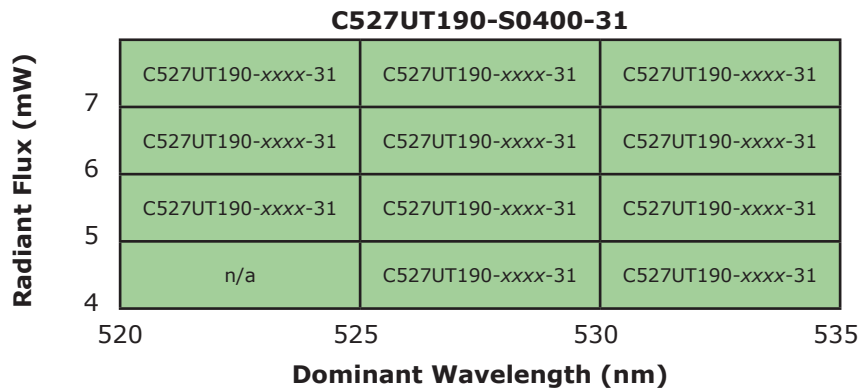 C527UT190-S0400-31
Radiant Flux (mW)
C527UT190-xxxx-31 C527UT190-xxxx-31 C527UT190-xxxx-31
7
C527UT190-xxxx-31 C527UT190-xxxx-31 C527UT190-xxxx-31
6
C527UT190-xxxx-31 C527UT190-xxxx-31 C527UT190-xxxx-31
5
n/a C527UT190-xxxx-31 C527UT190-xxxx-31
4
520 525 530 535
Dominant Wavelength (nm)